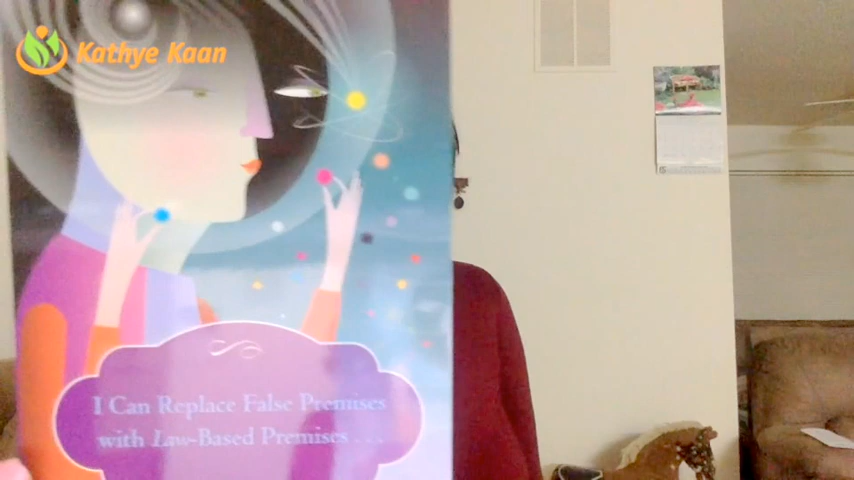 Kathye Kaan
I Can Replace False Premises
with Law-Based Premises . . .